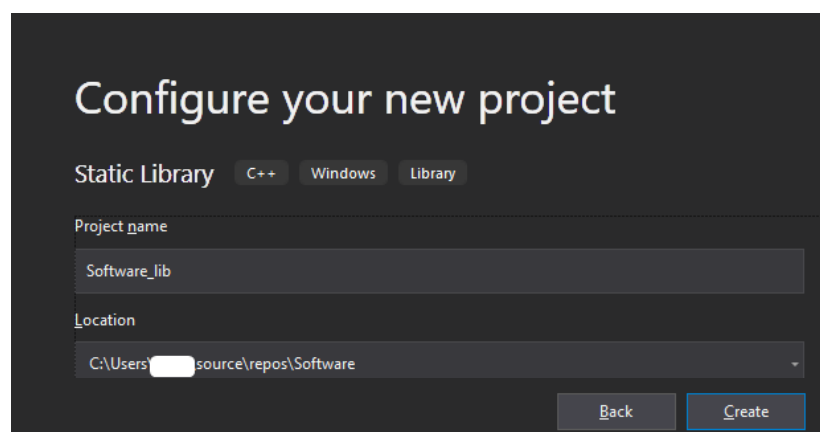 Configure your new project
Static Library C++ Windows Library
Project name
Software_lib
Location
C:\Users\ source\repos\Software
Back Create